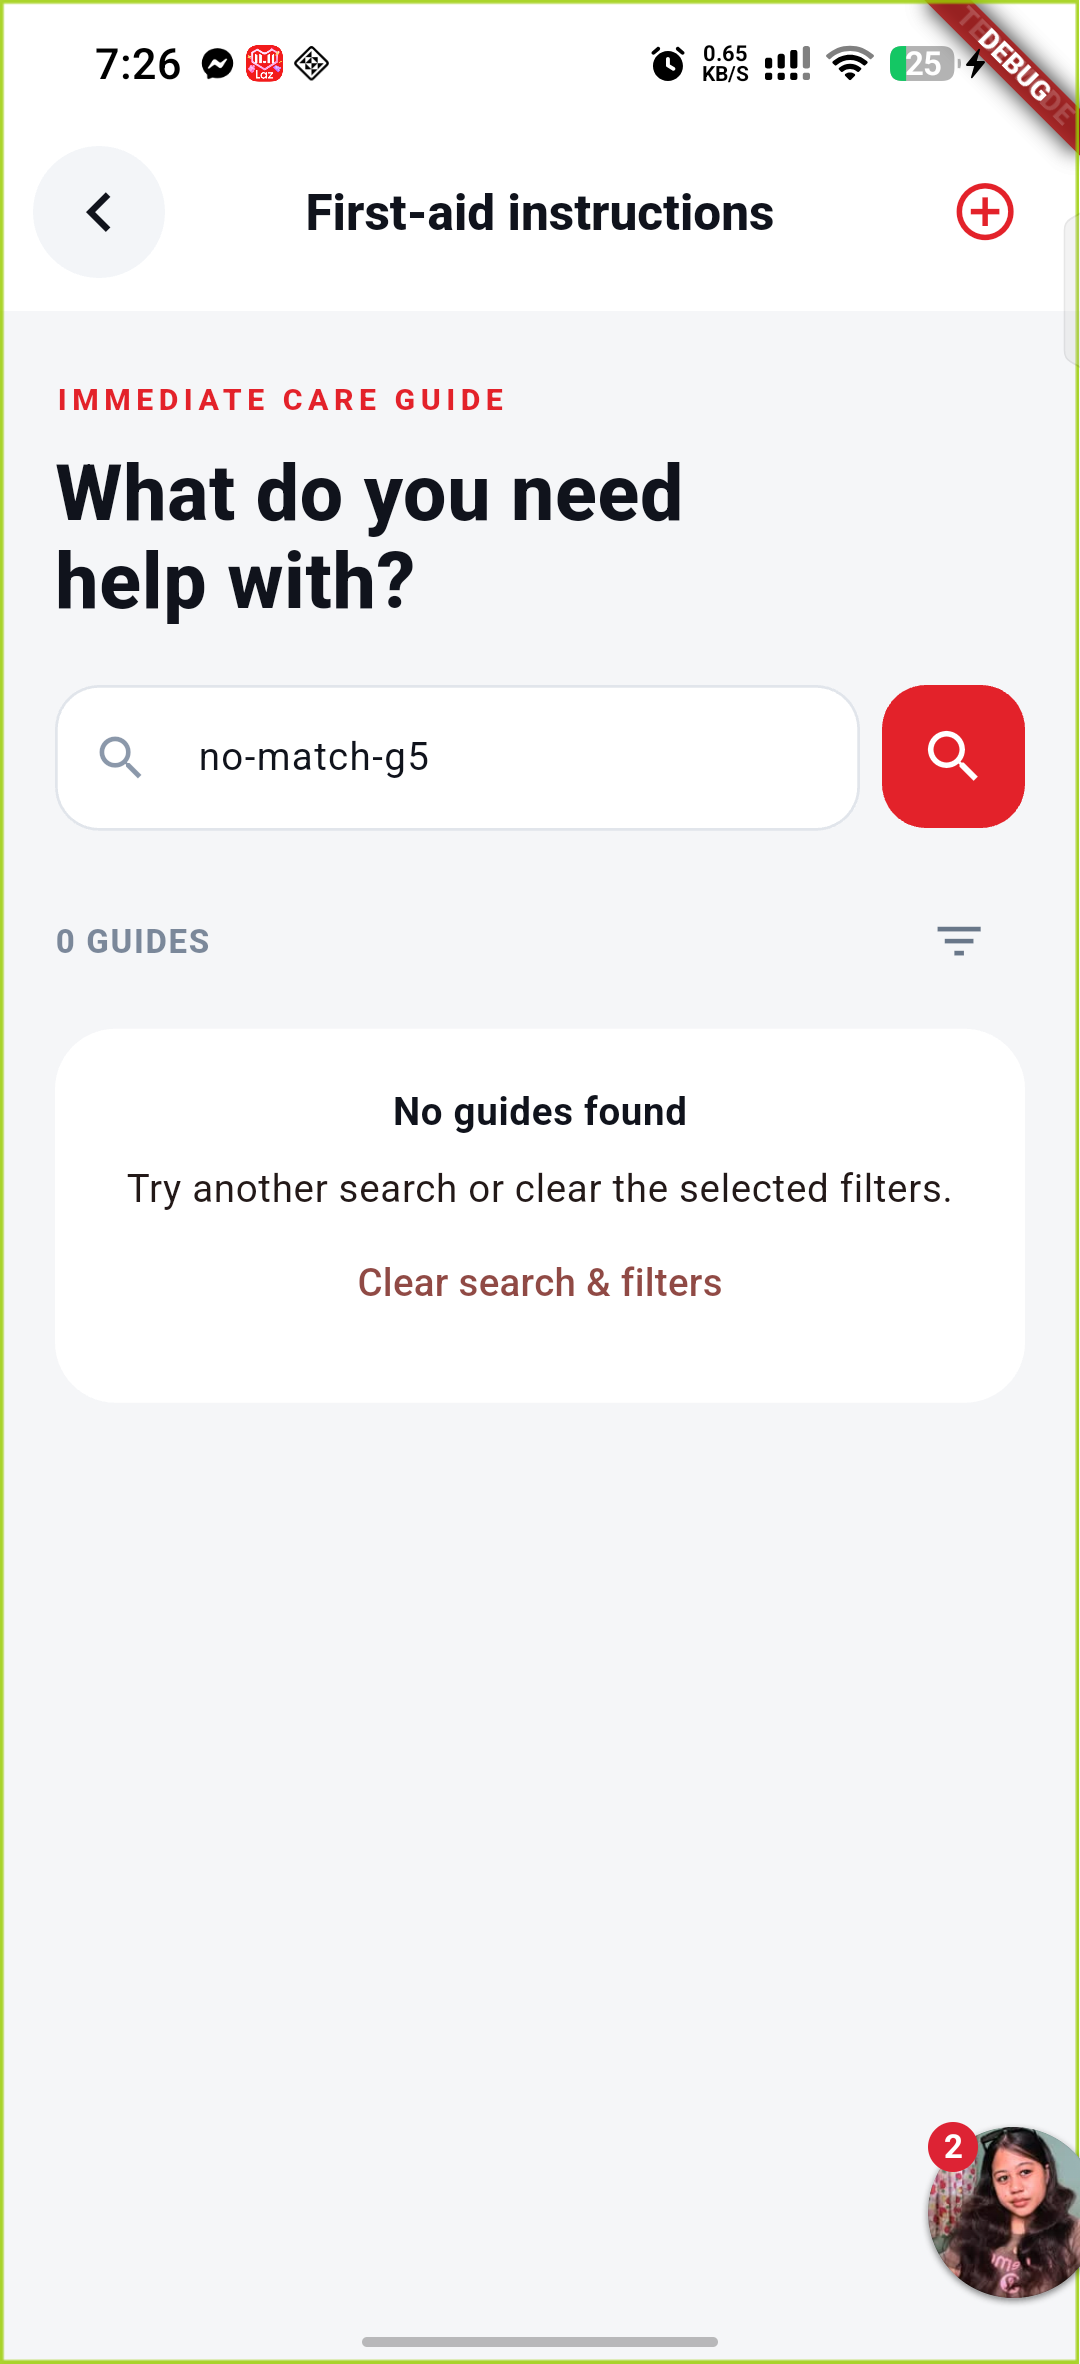 7:26
Laz
0.65
KB/S
25
DEBUG
First-aid instructions
IMMEDIATE CARE GUIDE
What do you need
help with?
no-match-g5
0 GUIDES
No guides found
Try another search or clear the selected filters.
Clear search & filters
2